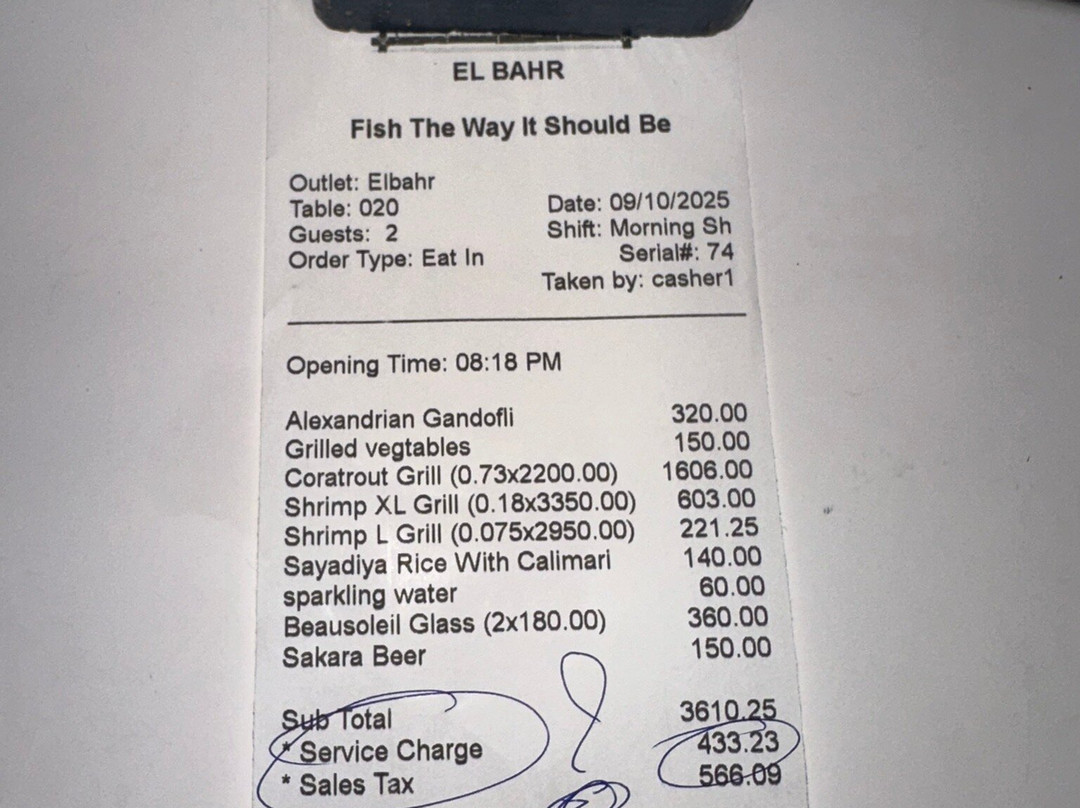 EL BAHR
Fish The Way It Should Be
Outlet: Elbahr
Table: 020 Date: 09/10/2025
Guests: 2 Shift: Morning Sh
Order Type: Eat In Serial#: 74
Taken by: casher1
Opening Time: 08:18 PM
Alexandrian Gandofli 320.00
Grilled vegtables 150.00
Coratrout Grill (0.73x2200.00) 1606.00
Shrimp XL Grill (0.18x3350.00) 603.00
Shrimp L Grill (0.075x2950.00) 221.25
Sayadiya Rice With Calimari 140.00
sparkling water 60.00
Beausoleil Glass (2x180.00) 360.00
Sakara Beer 150.00
Sub Total 3610.25
* Service Charge 433.23
* Sales Tax 566.09